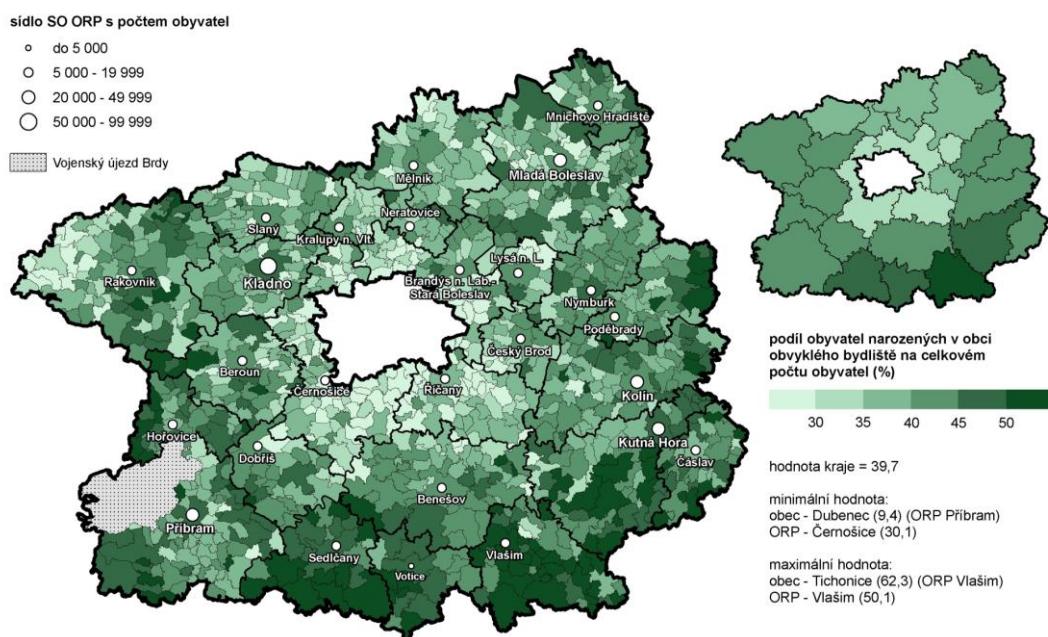 sídlo SO ORP s počtem obyvatel
do 5 000
5 000 - 19 999
20 000 - 49 999
50 000 - 99 999
Vojenský újezd Brdy
Mnichovo Hradiště
Mladá Boleslav
Mělník
Neratovice
Slaný
Kralupy n. Vlt.
Lysá n. L.
Rakovník
Kladno
Brandýs n. Lab.-
Stará Boleslav
Nymburk
Poděbrady
Český Brod
Beroun
Černošice
Říčany
Kolín
Hořovice
Dobříš
Kutná Hora
Čáslav
Benešov
Příbram
Sedlčany
Votice
Vlašim
podíl obyvatel narozených v obci
obvyklého bydliště na celkovém
počtu obyvatel (%)
30 35 40 45 50
hodnota kraje = 39,7
minimální hodnota:
obec - Dubenec (9,4) (ORP Příbram)
ORP - Černošice (30,1)
maximální hodnota:
obec - Tichonice (62,3) (ORP Vlašim)
ORP - Vlašim (50,1)